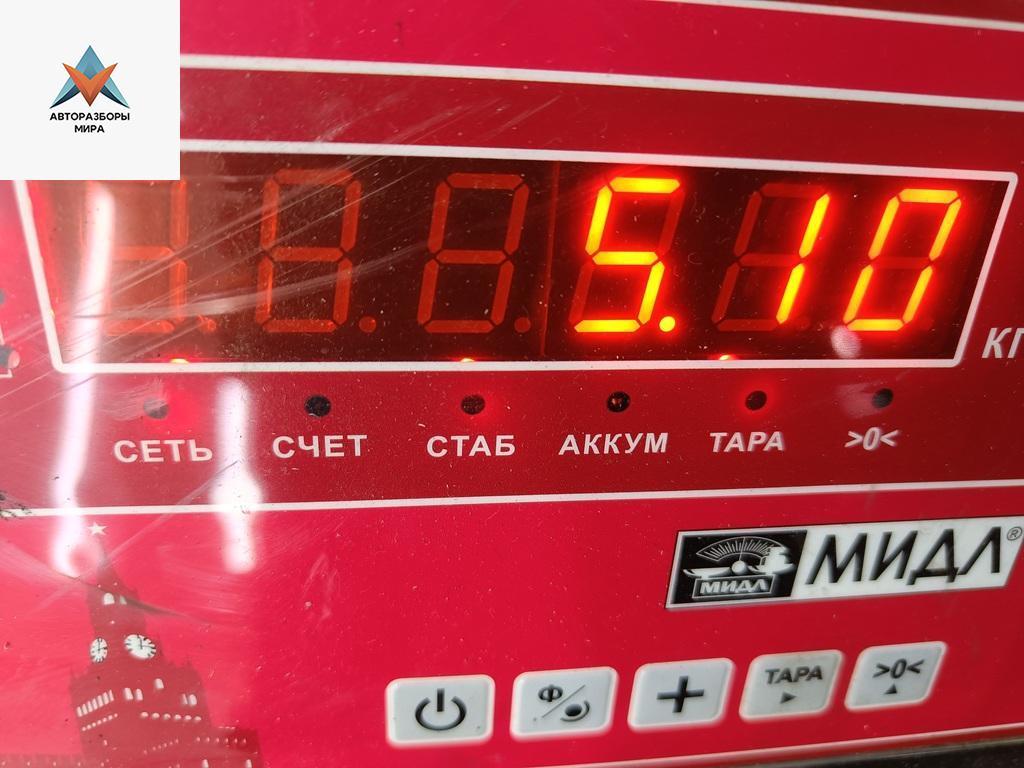 АВТОРАЗБОРЫ
МИРА
5.10
КГ
СЕТЬ СЧЕТ СТАБ АККУМ ТАРА >0<
МИДЛ МИДЛ®
Ф ТАРА >0<